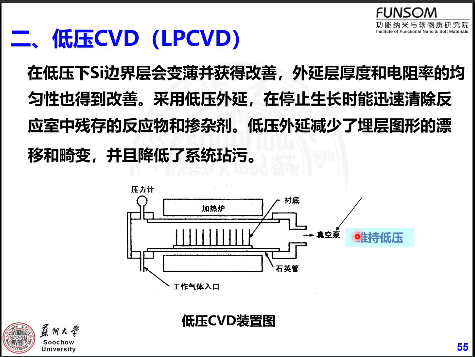 FUNSOM
功能纳米与软物质研究院
Institute of Functional Nano & Soft Materials
二、低压CVD（LPCVD）
在低压下Si边界层会变薄并获得改善，外延层厚度和电阻率的均
匀性也得到改善。采用低压外延，在停止生长时能迅速清除反
应室中残存的反应物和掺杂剂。低压外延减少了埋层图形的漂
移和畸变，并且降低了系统玷污。
压力计
加热炉
衬底
真空泵
维持低压
石英管
工作气体入口
低压CVD装置图
苏州大学
Soochow
University
55